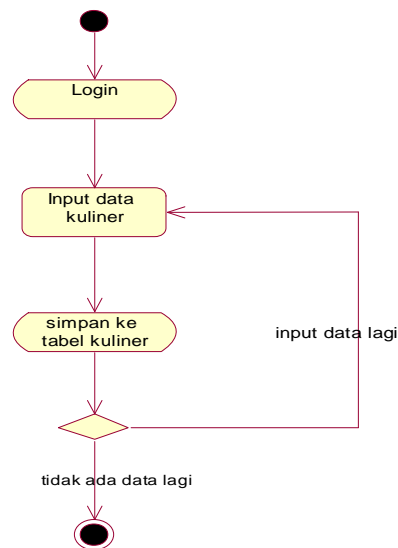 Login
Input data
kuliner
simpan ke
tabel kuliner
input data lagi
tidak ada data lagi